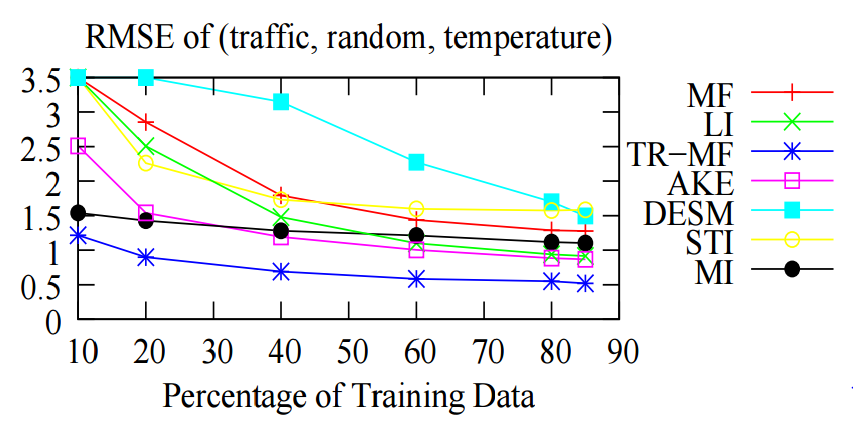 RMSE of (traffic, random, temperature)
3.5
3
2.5
2
1.5
1
0.5
0
10 20 30 40 50 60 70 80 90
Percentage of Training Data
MF
LI
TR−MF
AKE
DESM
STI
MI